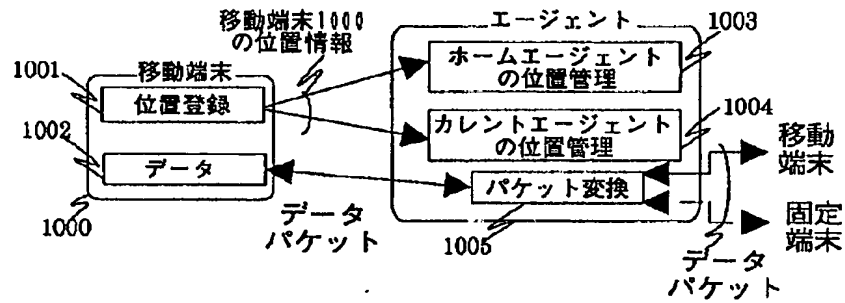 移動端末1000
の位置情報
エージェント
1003
1001
移動端末
ホームエージェント
の位置管理
位置登録
1004
1002
カレントエージェント
の位置管理
移動
端末
データ
パケット変換
1000
データ
パケット
1005
固定
端末
データ
パケット